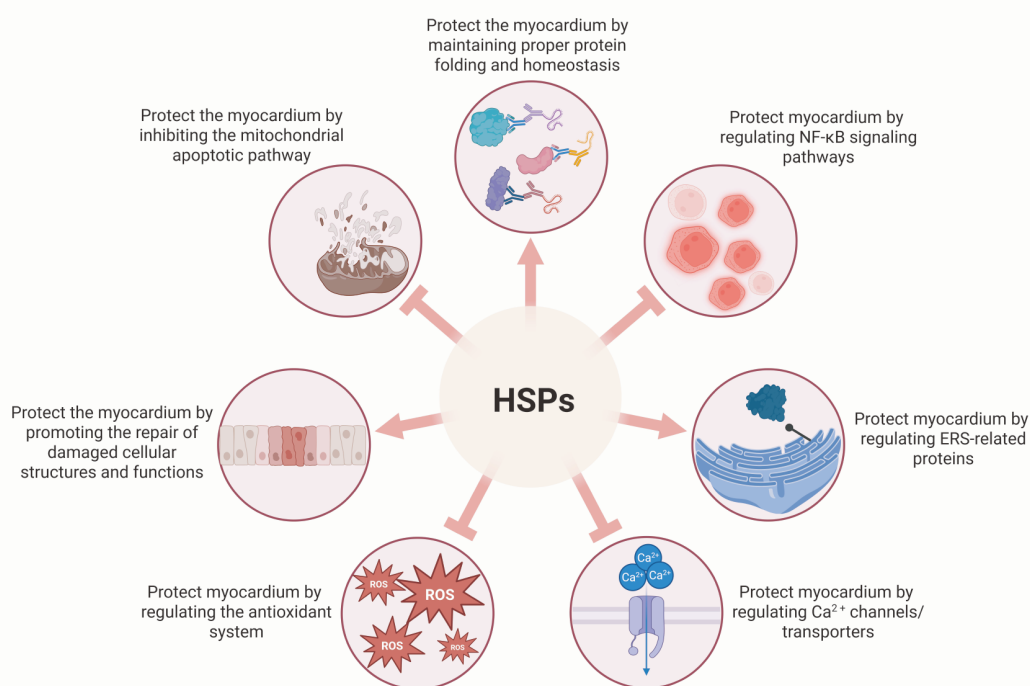 Protect the myocardium by
maintaining proper protein
folding and homeostasis
Protect the myocardium by
inhibiting the mitochondrial
apoptotic pathway
Protect myocardium by
regulating NF-κB signaling
pathways
HSPs
Protect the myocardium by
promoting the repair of
damaged cellular
structures and functions
Protect myocardium by
regulating ERS-related
proteins
Protect myocardium by
regulating the antioxidant
system
ROS
ROS
ROS
ROS
Ca²⁺
Ca²⁺
Ca²⁺
Protect myocardium by
regulating Ca²⁺ channels/
transporters